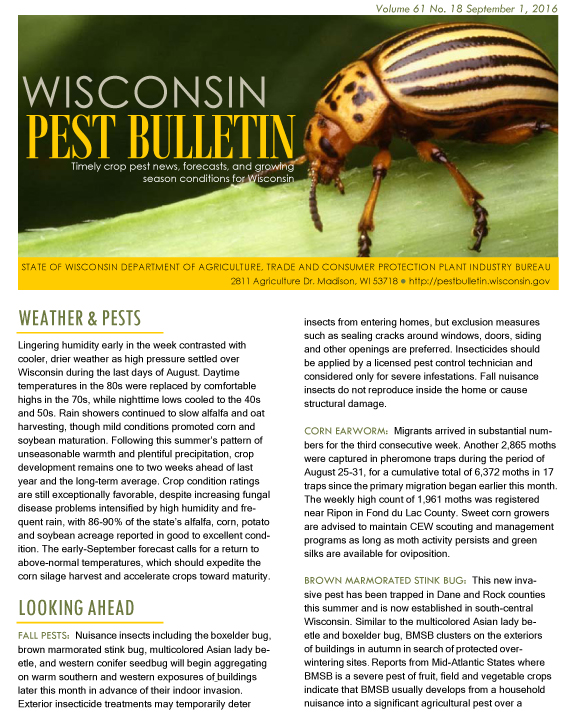 Volume 61 No. 18 September 1, 2016
WISCONSIN
PEST BULLETIN
Timely crop pest news, forecasts, and growing
season conditions for Wisconsin
STATE OF WISCONSIN DEPARTMENT OF AGRICULTURE, TRADE AND CONSUMER PROTECTION PLANT INDUSTRY BUREAU
2811 Agriculture Dr. Madison, WI 53718 ● http://pestbulletin.wisconsin.gov
WEATHER & PESTS
Lingering humidity early in the week contrasted with
cooler, drier weather as high pressure settled over
Wisconsin during the last days of August. Daytime
temperatures in the 80s were replaced by comfortable
highs in the 70s, while nighttime lows cooled to the 40s
and 50s. Rain showers continued to slow alfalfa and oat
harvesting, though mild conditions promoted corn and
soybean maturation. Following this summer's pattern of
unseasonable warmth and plentiful precipitation, crop
development remains one to two weeks ahead of last
year and the long-term average. Crop condition ratings
are still exceptionally favorable, despite increasing fungal
disease problems intensified by high humidity and fre-
quent rain, with 86-90% of the state's alfalfa, corn, potato
and soybean acreage reported in good to excellent cond-
ition. The early-September forecast calls for a return to
above-normal temperatures, which should expedite the
corn silage harvest and accelerate crops toward maturity.
LOOKING AHEAD
FALL PESTS: Nuisance insects including the boxelder bug,
brown marmorated stink bug, multicolored Asian lady be-
etle, and western conifer seedbug will begin aggregating
on warm southern and western exposures of buildings
later this month in advance of their indoor invasion.
Exterior insecticide treatments may temporarily deter
insects from entering homes, but exclusion measures
such as sealing cracks around windows, doors, siding
and other openings are preferred. Insecticides should
be applied by a licensed pest control technician and
considered only for severe infestations. Fall nuisance
insects do not reproduce inside the home or cause
structural damage.
CORN EARWORM: Migrants arrived in substantial num-
bers for the third consecutive week. Another 2,865 moths
were captured in pheromone traps during the period of
August 25-31, for a cumulative total of 6,372 moths in 17
traps since the primary migration began earlier this month.
The weekly high count of 1,961 moths was registered
near Ripon in Fond du Lac County. Sweet corn growers
are advised to maintain CEW scouting and management
programs as long as moth activity persists and green
silks are available for oviposition.
BROWN MARMORATED STINK BUG: This new inva-
sive pest has been trapped in Dane and Rock counties
this summer and is now established in south-central
Wisconsin. Similar to the multicolored Asian lady be-
etle and boxelder bug, BMSB clusters on the exteriors
of buildings in autumn in search of protected over-
wintering sites. Reports from Mid-Atlantic States where
BMSB is a severe pest of fruit, field and vegetable crops
indicate that BMSB usually develops from a household
nuisance into a significant agricultural pest over a